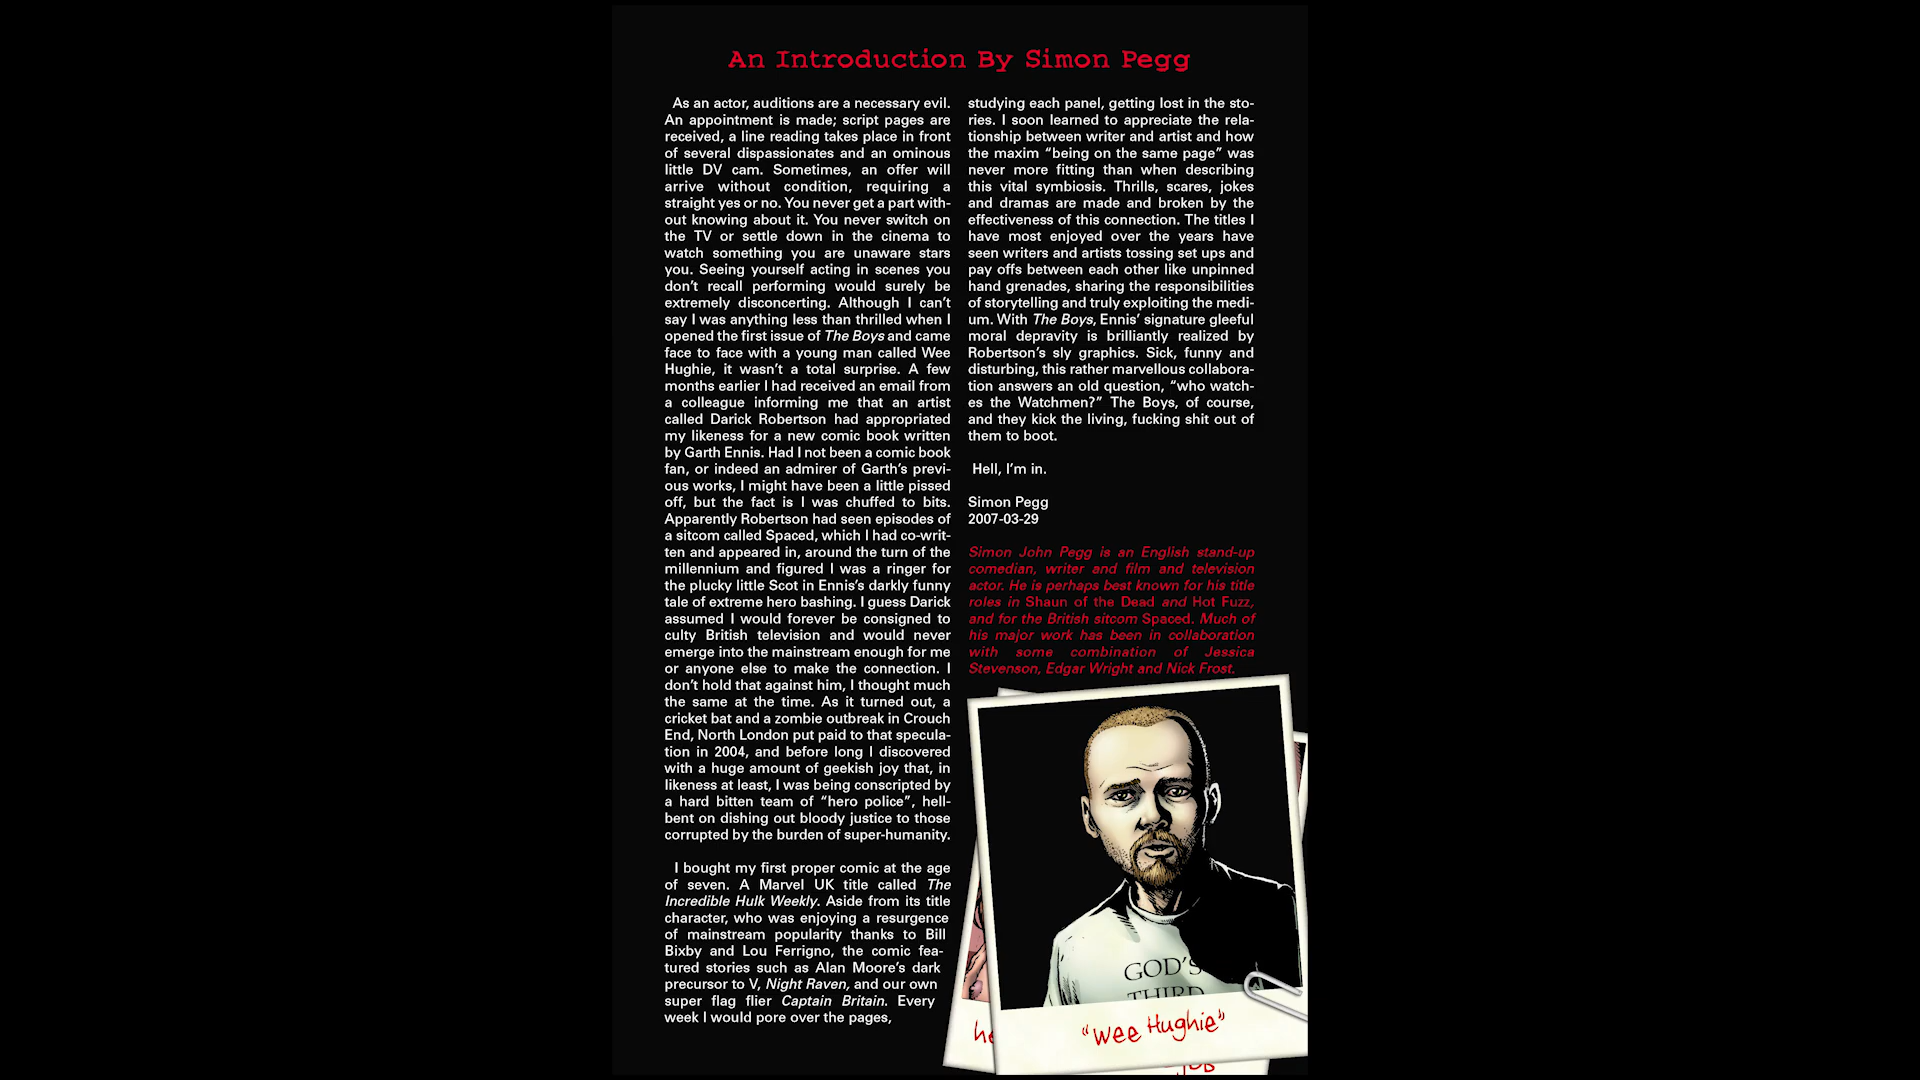 An Introduction By Simon Pegg
As an actor, auditions are a necessary evil.
An appointment is made; script pages are
received, a line reading takes place in front
of several dispassionates and an ominous
little DV cam. Sometimes, an offer will
arrive without condition, requiring a
straight yes or no. You never get a part with-
out knowing about it. You never switch on
the TV or settle down in the cinema to
watch something you are unaware stars
you. Seeing yourself acting in scenes you
don't recall performing would surely be
extremely disconcerting. Although I can't
say I was anything less than thrilled when I
opened the first issue of The Boys and came
face to face with a young man called Wee
Hughie, it wasn't a total surprise. A few
months earlier I had received an email from
a colleague informing me that an artist
called Darick Robertson had appropriated
my likeness for a new comic book written
by Garth Ennis. Had I not been a comic book
fan, or indeed an admirer of Garth's previ-
ous works, I might have been a little pissed
off, but the fact is I was chuffed to bits.
Apparently Robertson had seen episodes of
a sitcom called Spaced, which I had co-writ-
ten and appeared in, around the turn of the
millennium and figured I was a ringer for
the plucky little Scot in Ennis's darkly funny
tale of extreme hero bashing. I guess Darick
assumed I would forever be consigned to
culty British television and would never
emerge into the mainstream enough for me
or anyone else to make the connection. I
don't hold that against him, I thought much
the same at the time. As it turned out, a
cricket bat and a zombie outbreak in Crouch
End, North London put paid to that specula-
tion in 2004, and before long I discovered
with a huge amount of geekish joy that, in
likeness at least, I was being conscripted by
a hard bitten team of "hero police", hell-
bent on dishing out bloody justice to those
corrupted by the burden of super-humanity.
I bought my first proper comic at the age
of seven. A Marvel UK title called The
Incredible Hulk Weekly. Aside from its title
character, who was enjoying a resurgence
of mainstream popularity thanks to Bill
Bixby and Lou Ferrigno, the comic fea-
tured stories such as Alan Moore's dark
precursor to V, Night Raven, and our own
super flag flier Captain Britain. Every
week I would pore over the pages,
studying each panel, getting lost in the sto-
ries. I soon learned to appreciate the rela-
tionship between writer and artist and how
the maxim "being on the same page" was
never more fitting than when describing
this vital symbiosis. Thrills, scares, jokes
and dramas are made and broken by the
effectiveness of this connection. The titles I
have most enjoyed over the years have
seen writers and artists tossing set ups and
pay offs between each other like unpinned
hand grenades, sharing the responsibilities
of storytelling and truly exploiting the medi-
um. With The Boys, Ennis' signature gleeful
moral depravity is brilliantly realized by
Robertson's sly graphics. Sick, funny and
disturbing, this rather marvellous collabora-
tion answers an old question, "who watch-
es the Watchmen?" The Boys, of course,
and they kick the living, fucking shit out of
them to boot.
Hell, I'm in.
Simon Pegg
2007-03-29
Simon John Pegg is an English stand-up
comedian, writer and film and television
actor. He is perhaps best known for his title
roles in Shaun of the Dead and Hot Fuzz,
and for the British sitcom Spaced. Much of
his major work has been in collaboration
with some combination of Jessica
Stevenson, Edgar Wright and Nick Frost.
GOD'S
THIRD
"Wee Hughie"